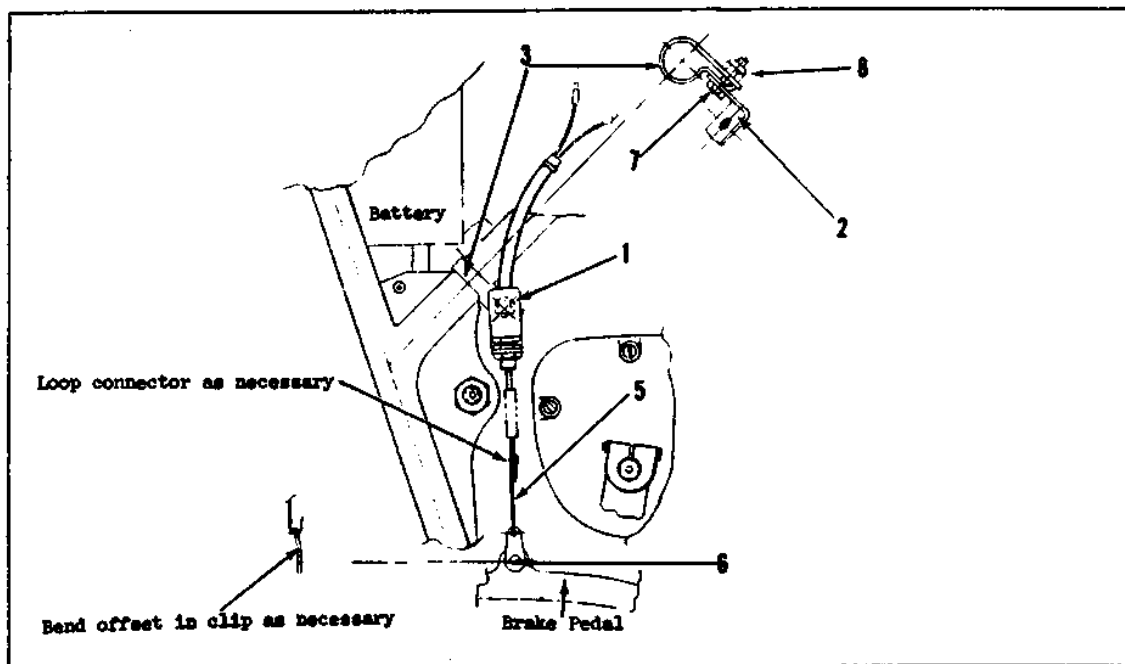 3
8
7
2
Battery
1
Loop connector as necessary
5
6
Bend offset in clip as necessary
Brake Pedal